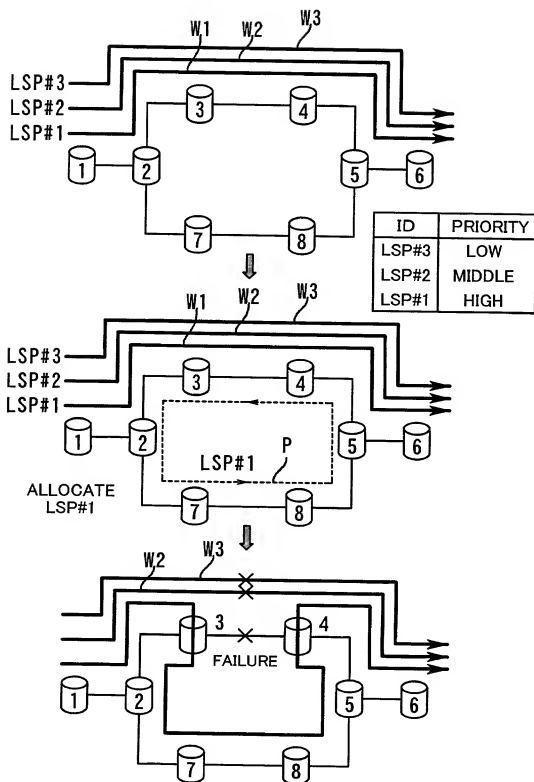 W3
W1
W2
LSP#3
LSP#2
LSP#1
3
4
1
2
5
6
7
8
ID PRIORITY
LSP#3 LOW
LSP#2 MIDDLE
LSP#1 HIGH
W3
W2
W1
LSP#3
LSP#2
LSP#1
3
4
1
2
LSP#1
P
5
6
ALLOCATE
LSP#1
7
8
W3
W2
3
4
FAILURE
1
2
5
6
7
8